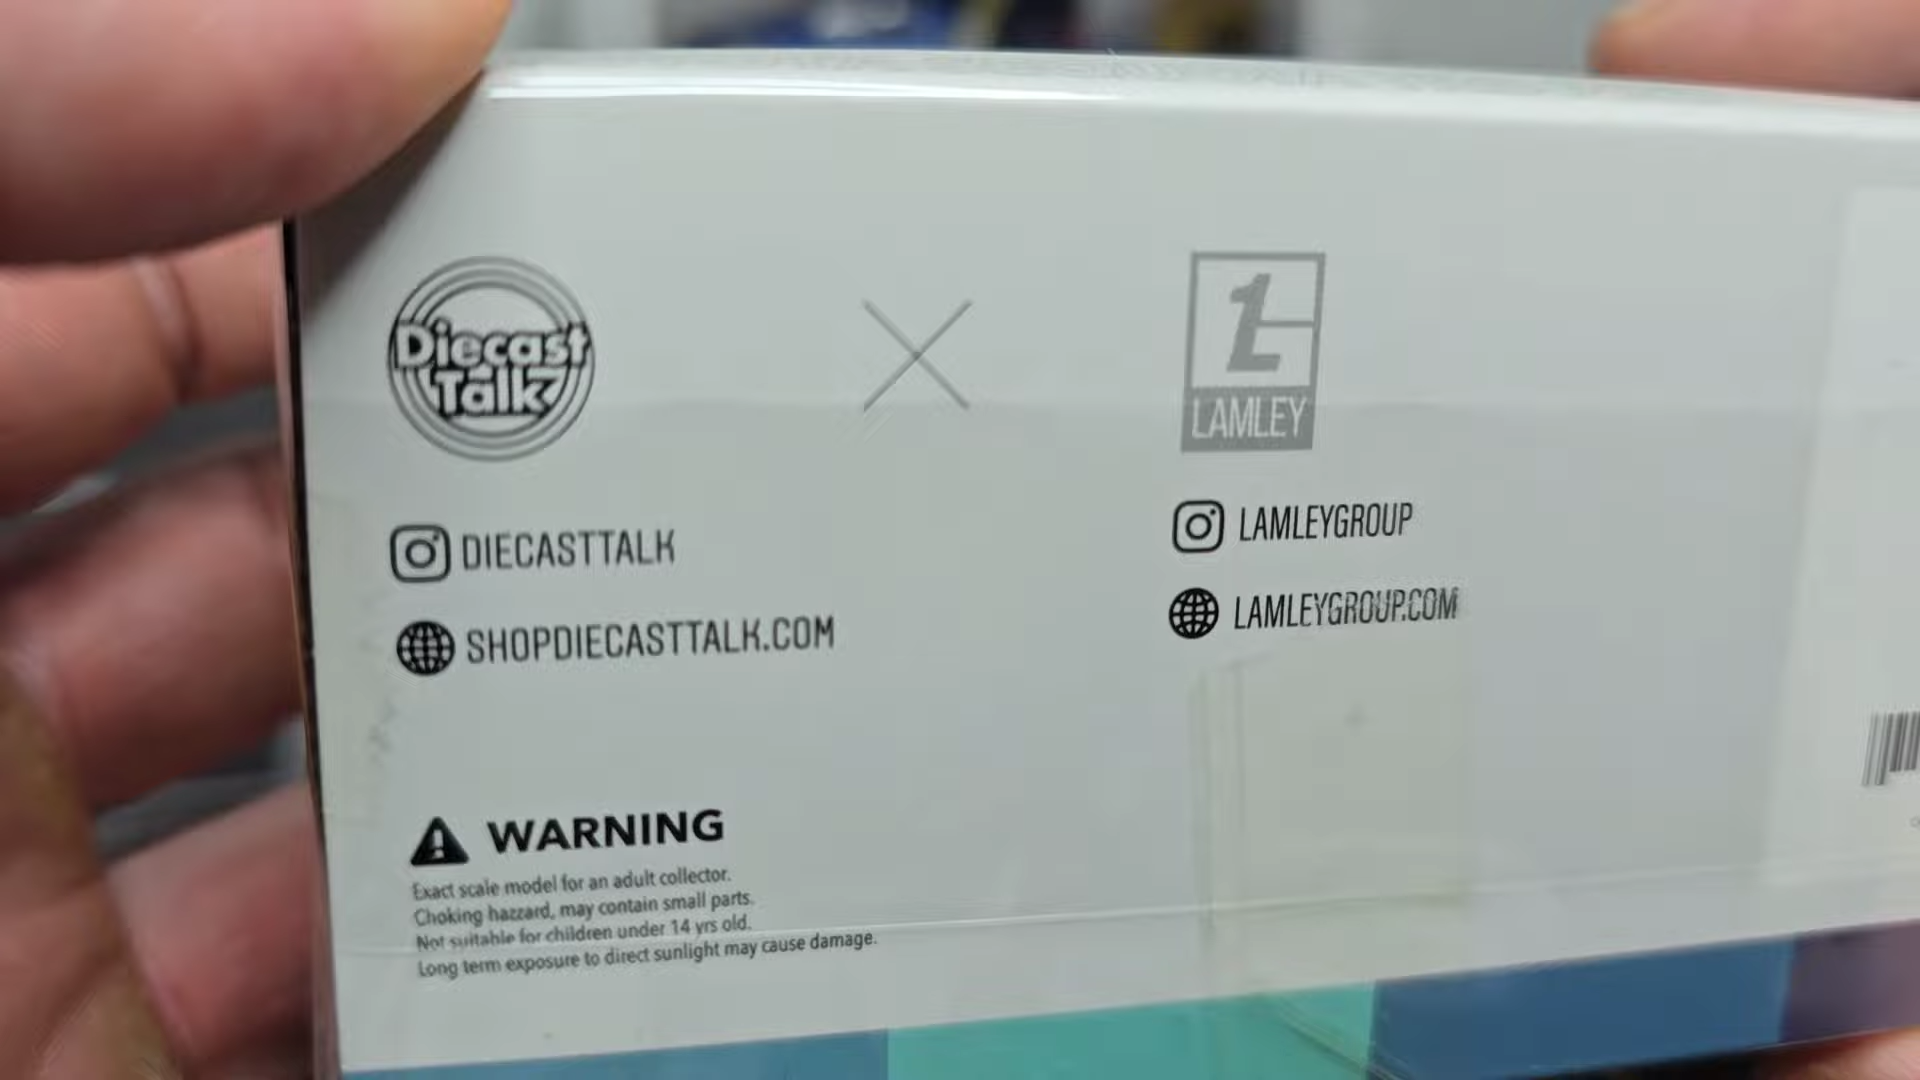 Diecast
Talk
LAMLEY
DIECASTTALK
SHOPDIECASTTALK.COM
LAMLEYGROUP
LAMLEYGROUP.COM
WARNING
Exact scale model for an adult collector.
Choking hazzard, may contain small parts.
Not suitable for children under 14 yrs old.
Long term exposure to direct sunlight may cause damage.